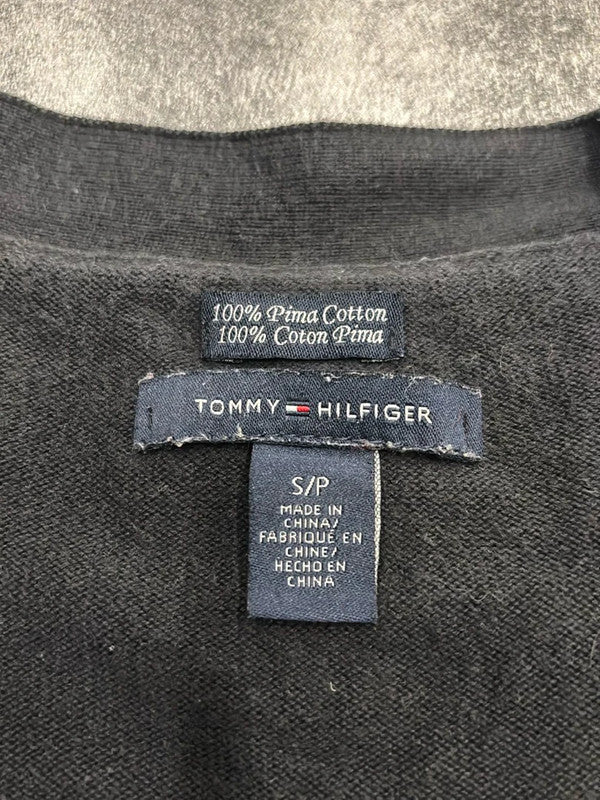 100% Pima Cotton
100% Coton Pima
TOMMY HILFIGER
S/P
MADE IN
CHINA/
FABRIQUÉ EN
CHINE/
HECHO EN
CHINA